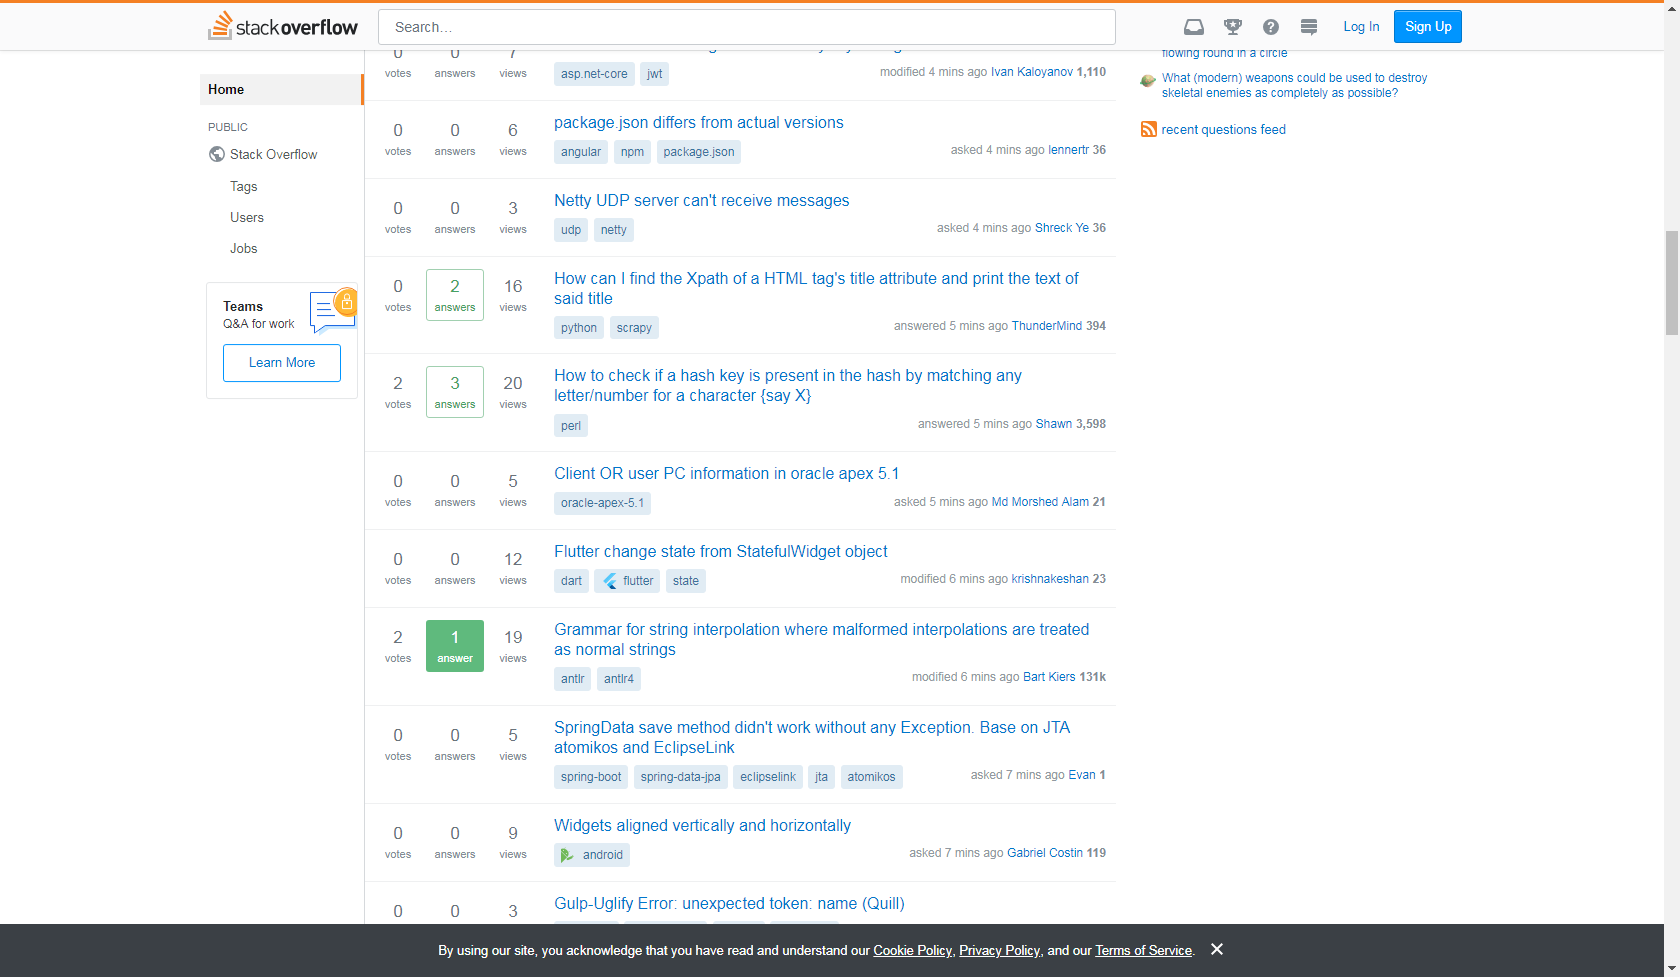 stackoverflow
Search…
Log In
Sign Up
Home
PUBLIC
Stack Overflow
Tags
Users
Jobs
Teams
Q&A for work
Learn More
0 0 7
votes answers views
asp.net-core jwt
modified 4 mins ago Ivan Kaloyanov 1,110
0 0 6
votes answers views
package.json differs from actual versions
angular npm package.json
asked 4 mins ago lennertr 36
0 0 3
votes answers views
Netty UDP server can't receive messages
udp netty
asked 4 mins ago Shreck Ye 36
0 2 16
votes answers views
How can I find the Xpath of a HTML tag's title attribute and print the text of
said title
python scrapy
answered 5 mins ago ThunderMind 394
2 3 20
votes answers views
How to check if a hash key is present in the hash by matching any
letter/number for a character {say X}
perl
answered 5 mins ago Shawn 3,598
0 0 5
votes answers views
Client OR user PC information in oracle apex 5.1
oracle-apex-5.1
asked 5 mins ago Md Morshed Alam 21
0 0 12
votes answers views
Flutter change state from StatefulWidget object
dart flutter state
modified 6 mins ago krishnakeshan 23
2 1 19
votes answer views
Grammar for string interpolation where malformed interpolations are treated
as normal strings
antlr antlr4
modified 6 mins ago Bart Kiers 131k
0 0 5
votes answers views
SpringData save method didn't work without any Exception. Base on JTA
atomikos and EclipseLink
spring-boot spring-data-jpa eclipselink jta atomikos
asked 7 mins ago Evan 1
0 0 9
votes answers views
Widgets aligned vertically and horizontally
android
asked 7 mins ago Gabriel Costin 119
0 0 3
Gulp-Uglify Error: unexpected token: name (Quill)
flowing round in a circle
What (modern) weapons could be used to destroy
skeletal enemies as completely as possible?
recent questions feed
By using our site, you acknowledge that you have read and understand our Cookie Policy, Privacy Policy, and our Terms of Service.